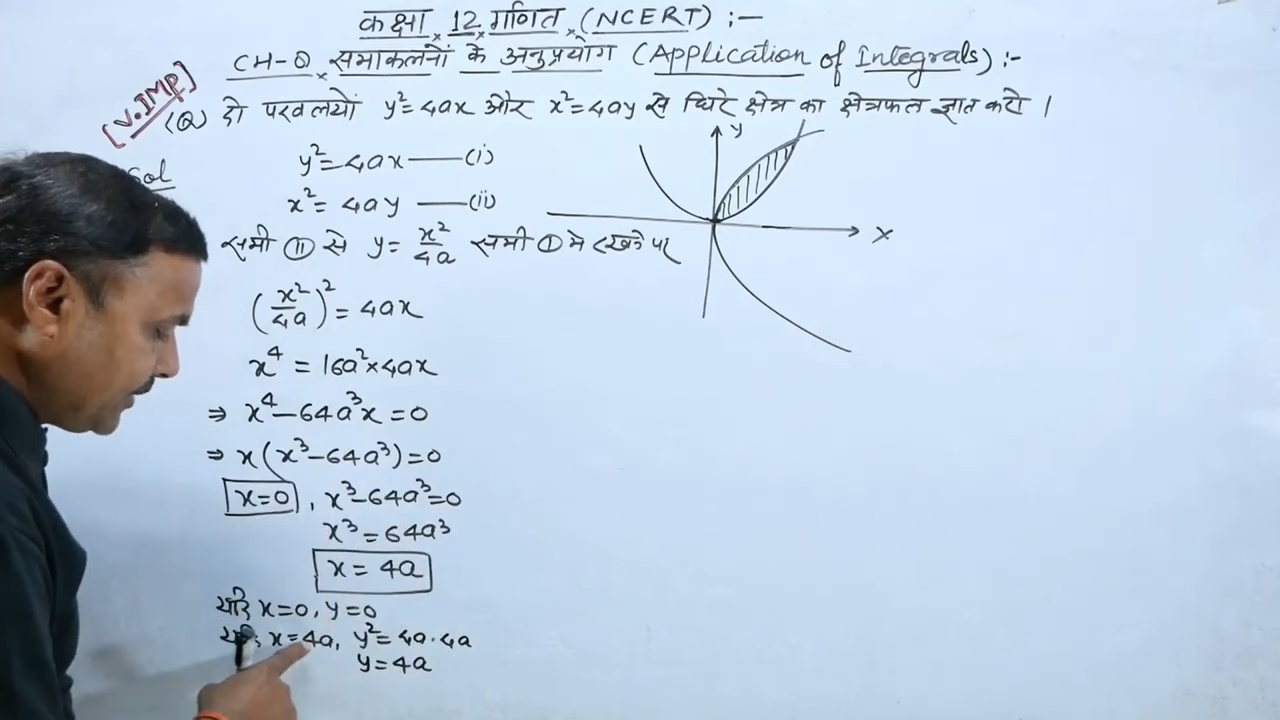 कक्षा 12 गणित (NCERT) :-
CH-8 समाकलनों के अनुप्रयोग (Application of Integrals) :-
[V.IMP]
(Q) दो परवलयों y²=4ax और x²=4ay से घिरे क्षेत्र का क्षेत्रफल ज्ञात करो ।
Sol
y²=4ax ——(i)
x²=4ay ——(ii)
समी (II) से y= x²/4a समी (I) मे रखने पर
(x²/4a)² = 4ax
x⁴ = 16a²×4ax
⇒ x⁴-64a³x=0
⇒ x(x³-64a³)=0
x=0, x³-64a³=0
x³=64a³
x=4a
यदि x=0, y=0
x=4a, y²=4a·4a
y=4a
y
x